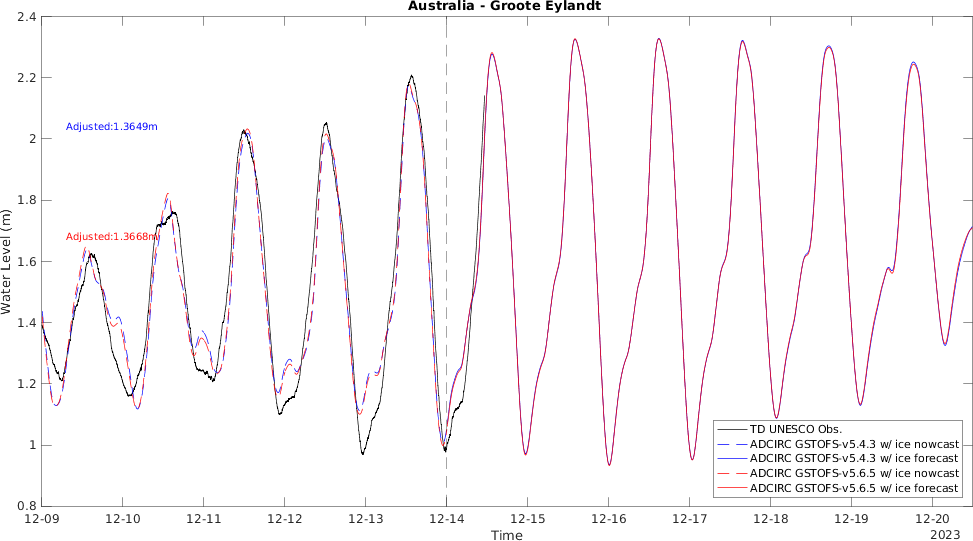 Australia - Groote Eylandt
2.4
2.2
2
1.8
1.6
1.4
1.2
1
0.8
Water Level (m)
Adjusted:1.3649m
Adjusted:1.3668m
TD UNESCO Obs.
ADCIRC GSTOFS-v5.4.3 w/ ice nowcast
ADCIRC GSTOFS-v5.4.3 w/ ice forecast
ADCIRC GSTOFS-v5.6.5 w/ ice nowcast
ADCIRC GSTOFS-v5.6.5 w/ ice forecast
12-09 12-10 12-11 12-12 12-13 12-14 12-15 12-16 12-17 12-18 12-19 12-20
2023
Time